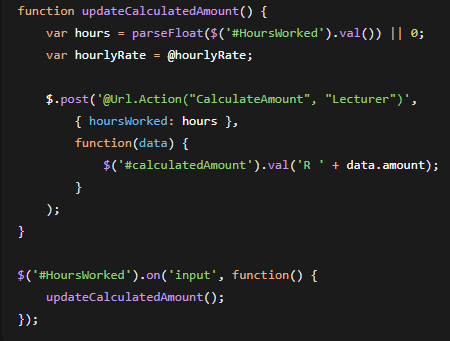 function updateCalculatedAmount() {
    var hours = parseFloat($('#HoursWorked').val()) || 0;
    var hourlyRate = @hourlyRate;

    $.post('@Url.Action("CalculateAmount", "Lecturer")',
        { hoursWorked: hours },
        function(data) {
            $('#calculatedAmount').val('R ' + data.amount);
        }
    );
}

$('#HoursWorked').on('input', function() {
    updateCalculatedAmount();
});